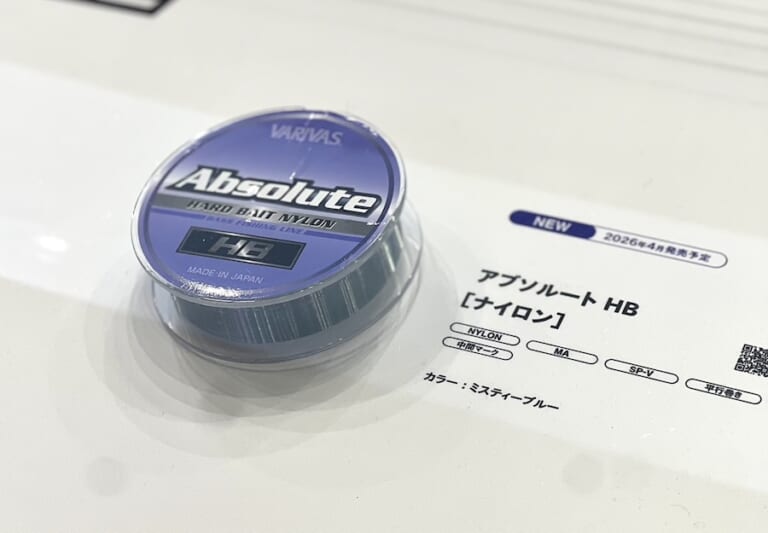 VARIVAS
Absolute
HARD BAIT NYLON
BASS FISHING LINE
HB
MADE IN JAPAN
NEW 2026年4月発売予定
アブソルート HB
[ナイロン]
NYLON MA SP-V 平行巻き
中間マーク
カラー：ミスティーブルー